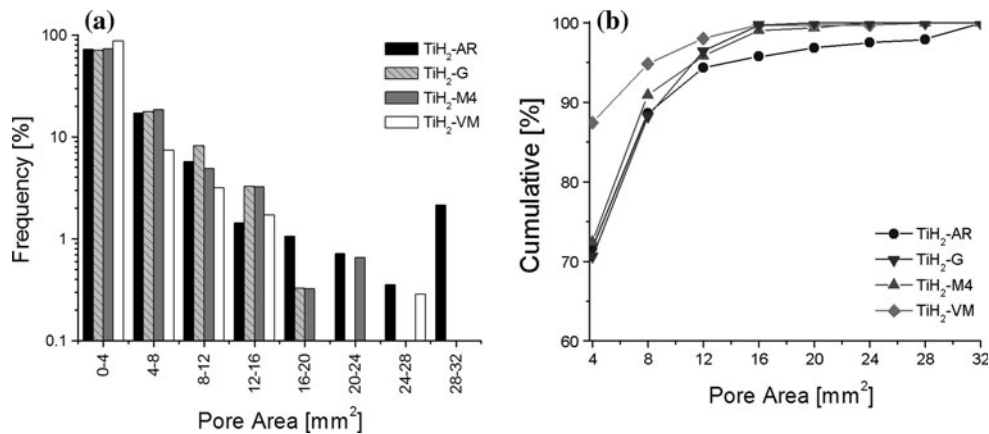 (a)
Frequency [%]
100
10
1
0.1
TiH₂-AR
TiH₂-G
TiH₂-M4
TiH₂-VM
0-4
4-8
8-12
12-16
16-20
20-24
24-28
28-32
Pore Area [mm²]
(b)
Cumulative [%]
100
90
80
70
60
TiH₂-AR
TiH₂-G
TiH₂-M4
TiH₂-VM
4
8
12
16
20
24
28
32
Pore Area [mm²]